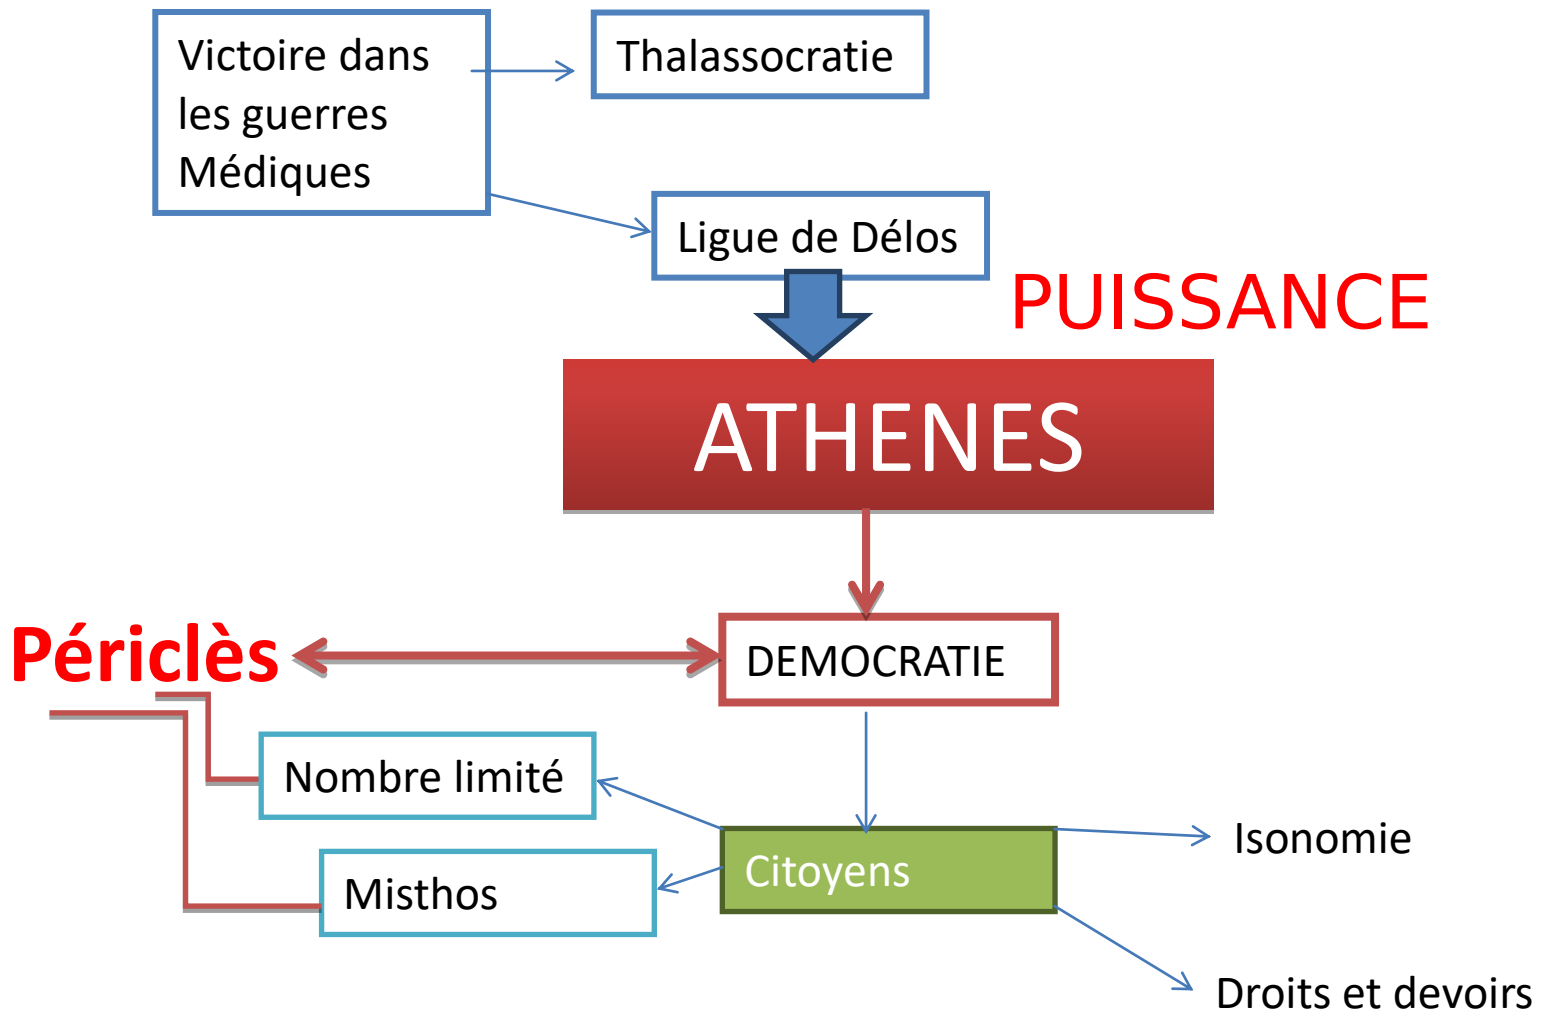 Victoire dans
les guerres
Médiques
Thalassocratie
Ligue de Délos
PUISSANCE
ATHENES
Périclès
DEMOCRATIE
Nombre limité
Isonomie
Citoyens
Misthos
Droits et devoirs